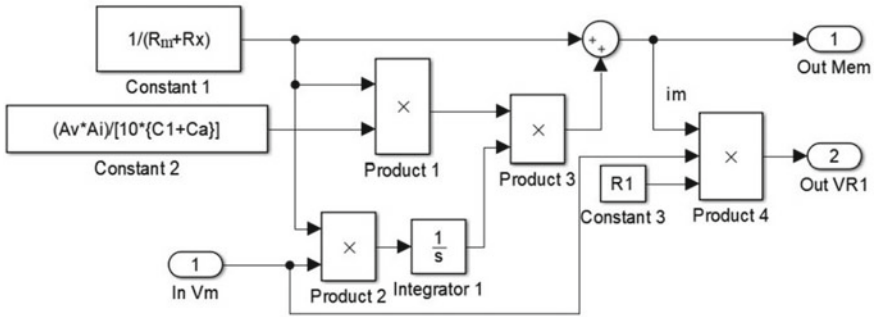 1/(Rm+Rx)
Constant 1
+
+
1
Out Mem
im
(Av*Ai)/[10*{C1+Ca}]
Constant 2
×
Product 1
×
Product 3
R1
Constant 3
×
Product 4
2
Out VR1
1
In Vm
×
Product 2
1
s
Integrator 1